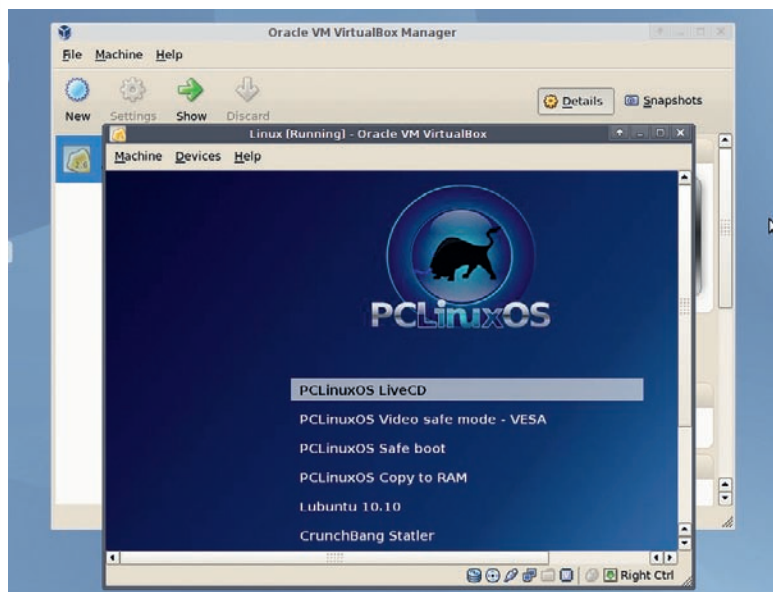 Oracle VM VirtualBox Manager
File Machine Help
New Settings Show Discard
Details Snapshots
Linux [Running] - Oracle VM VirtualBox
Machine Devices Help
PCLinuxOS
PCLinuxOS LiveCD
PCLinuxOS Video safe mode - VESA
PCLinuxOS Safe boot
PCLinuxOS Copy to RAM
Lubuntu 10.10
CrunchBang Statler
Right Ctrl